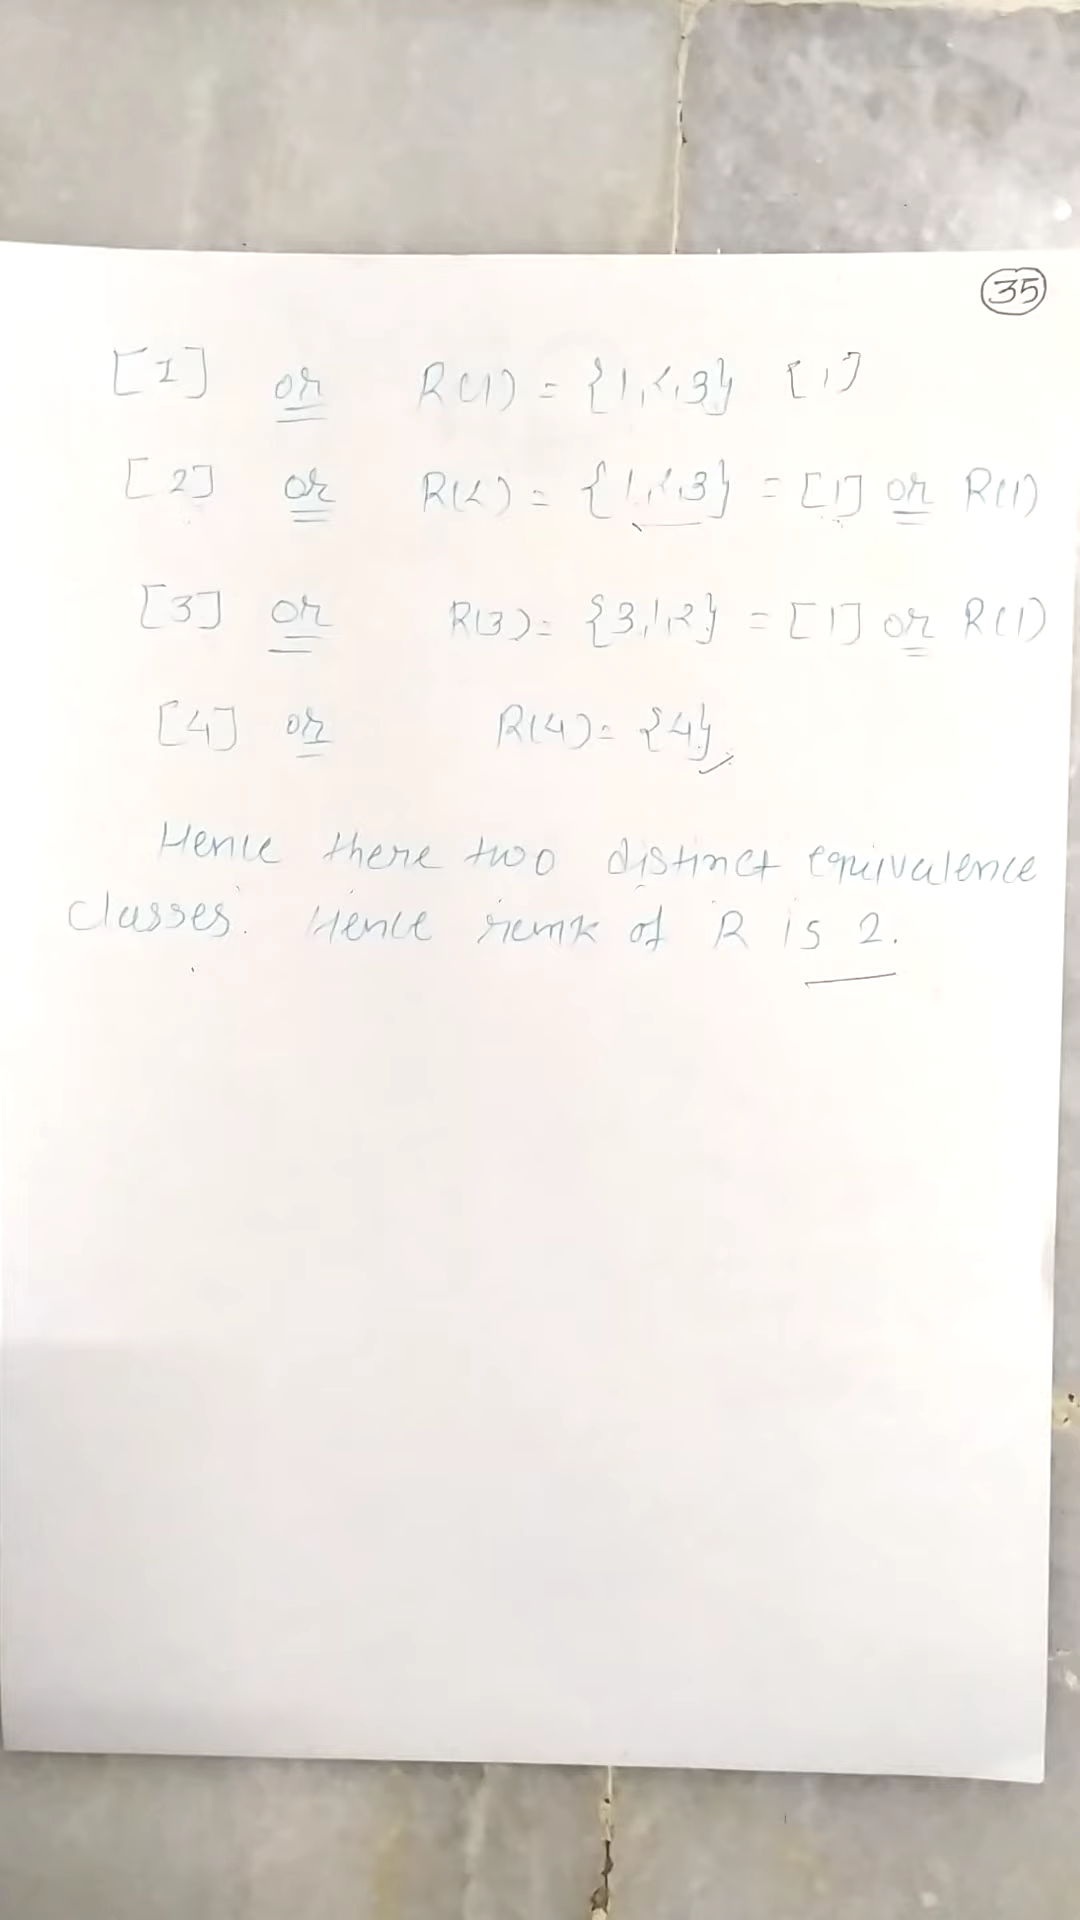 35
[1] or R(1) = {1,2,3} [1]
[2] or R(2) = {1,2,3} = [1] or R(1)
[3] or R(3) = {3,1,2} = [1] or R(1)
[4] or R(4) = {4}
Hence there two distinct equivalence
classes. Hence rank of R is 2.